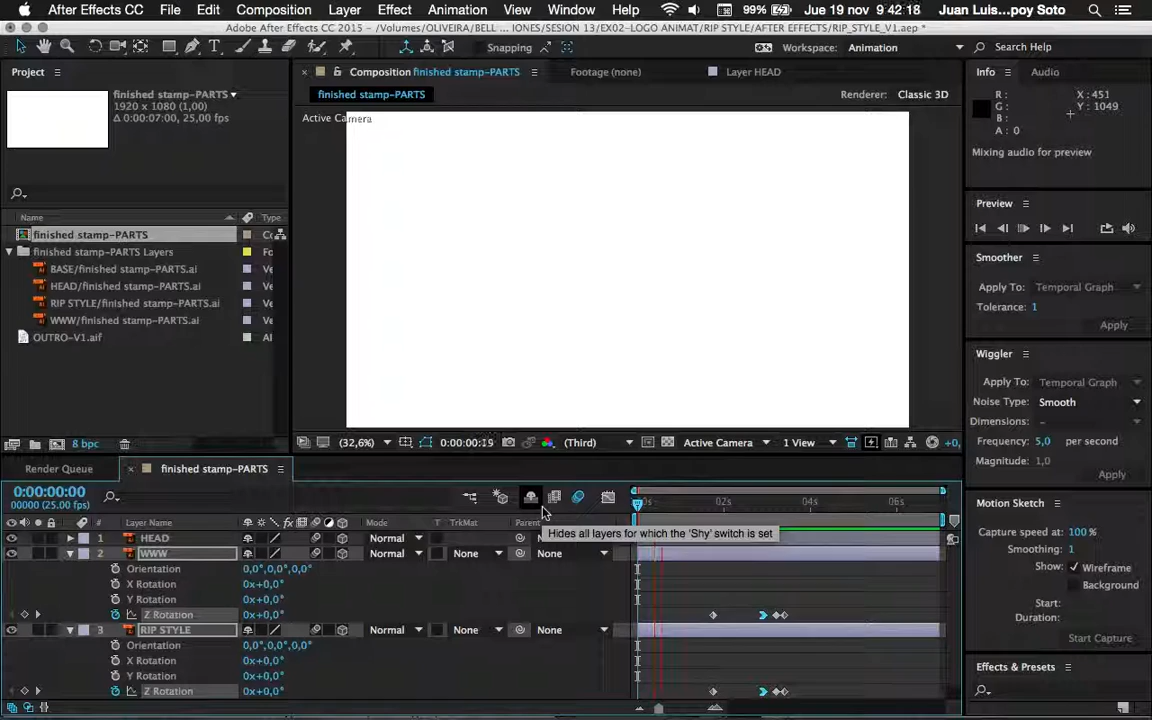 After Effects CC File Edit Composition Layer Effect Animation View Window Help 99% Jue 19 nov 9:42:18 Juan Luis...poy Soto
After Effects CC 2015 - /Volumes/OLIVEIRA/BELL ... IONES/SESION 13/EX02-LOGO ANIMAT/RIP STYLE/AFTER EFFECTS/RIP_STYLE_V1.aep *
Snapping Workspace: Animation Search Help
Project Composition finished stamp-PARTS Footage (none) Layer HEAD Info Audio
finished stamp-PARTS
1920 x 1080 (1,00)
Δ 0:00:07:00, 25,00 fps
finished stamp-PARTS Renderer: Classic 3D
Active Camera
R :
G :
B :
A : 0
X : 451
Y : 1049
Mixing audio for preview
Preview
Name Type
finished stamp-PARTS
finished stamp-PARTS Layers
BASE/finished stamp-PARTS.ai
HEAD/finished stamp-PARTS.ai
RIP STYLE/finished stamp-PARTS.ai
WWW/finished stamp-PARTS.ai
OUTRO-V1.aif
Smoother
Apply To: Temporal Graph
Tolerance: 1
Apply
Wiggler
Apply To: Temporal Graph
Noise Type: Smooth
Dimensions: -
Frequency: 5,0 per second
Magnitude: 1,0
Apply
8 bpc
(32,6%) 0:00:00:19 (Third) Active Camera 1 View +0,
Render Queue finished stamp-PARTS
0:00:00:00
00000 (25.00 fps)
0s 02s 06s
# Layer Name Mode T TrkMat Parent
Hides all layers for which the 'Shy' switch is set
1 HEAD Normal
2 WWW Normal None None
Orientation 0,0°,0,0°,0,0°
X Rotation 0x+0,0°
Y Rotation 0x+0,0°
Z Rotation 0x+0,0°
3 RIP STYLE Normal None None
Orientation 0,0°,0,0°,0,0°
X Rotation 0x+0,0°
Y Rotation 0x+0,0°
Z Rotation 0x+0,0°
Motion Sketch
Capture speed at: 100 %
Smoothing: 1
Show: Wireframe
Background
Start:
Duration:
Start Capture
Effects & Presets